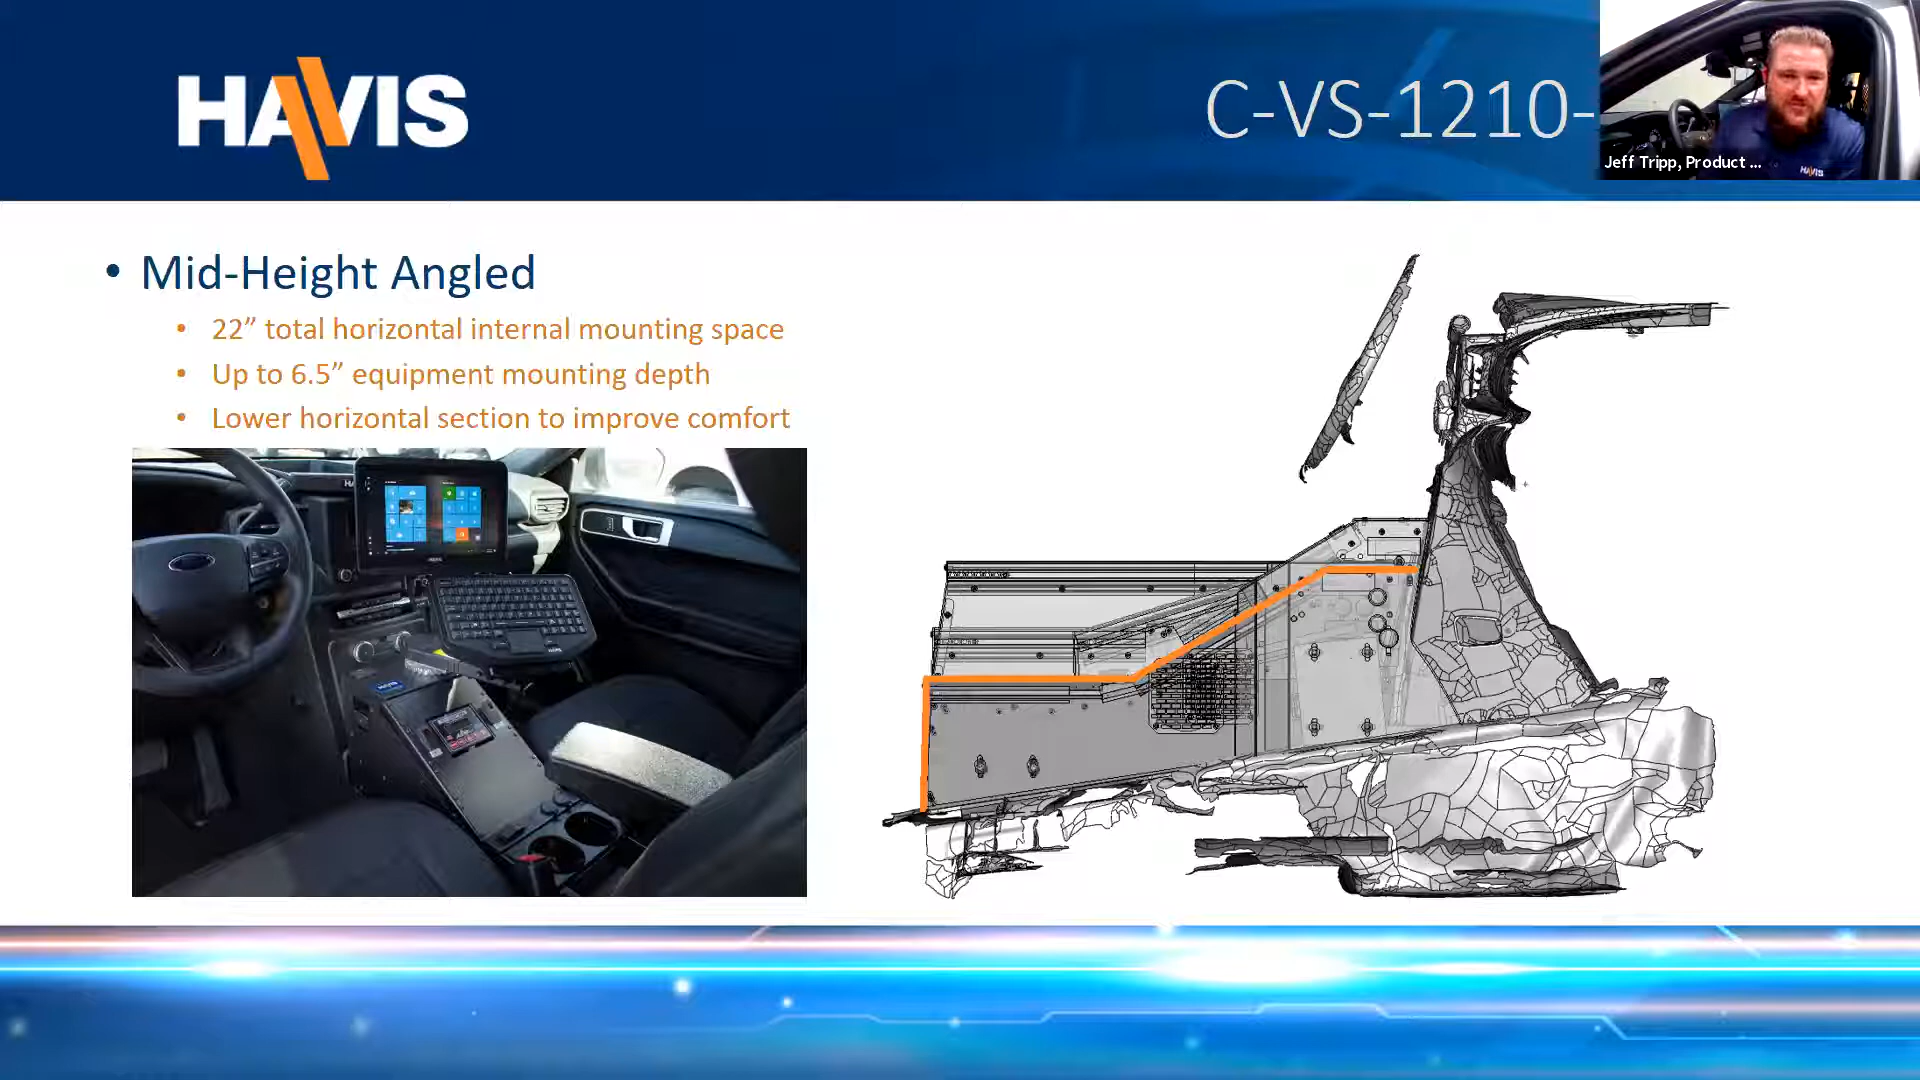 HAVIS
C-VS-1210-
Jeff Tripp, Product ...
HAVIS
• Mid-Height Angled
• 22” total horizontal internal mounting space
• Up to 6.5” equipment mounting depth
• Lower horizontal section to improve comfort